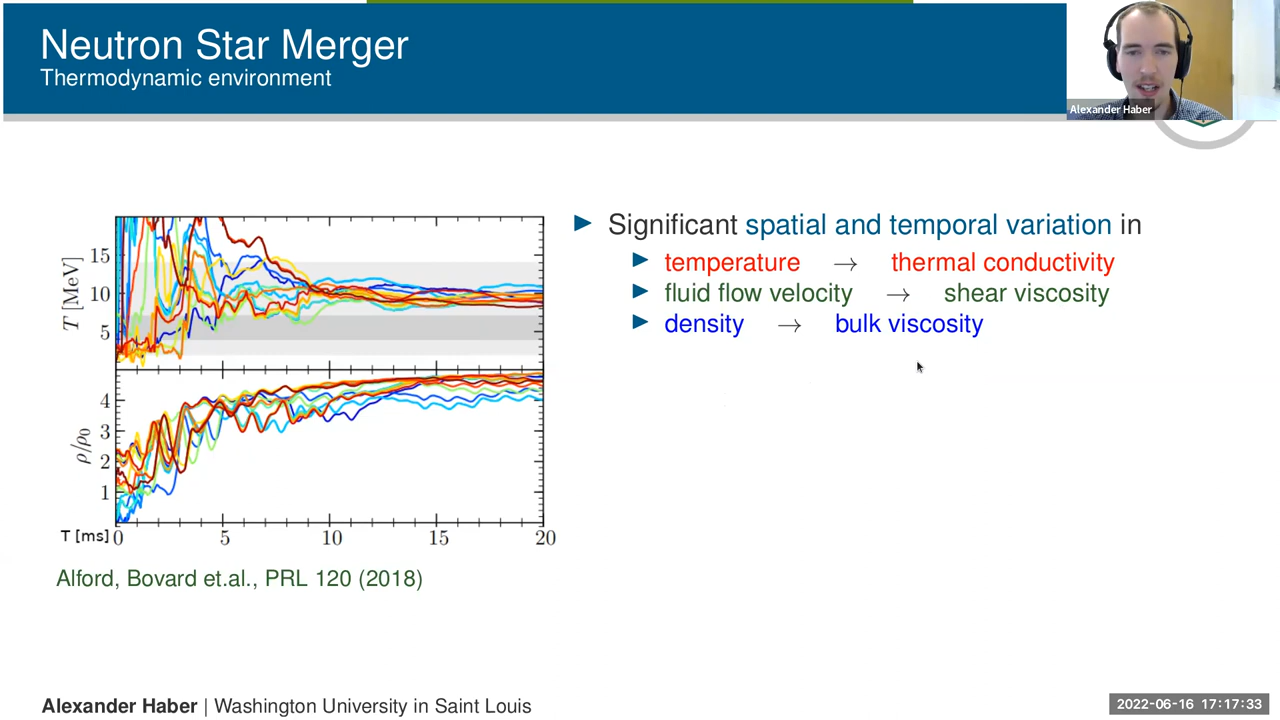 Neutron Star Merger
Thermodynamic environment
Alexander Haber
► Significant spatial and temporal variation in
► temperature → thermal conductivity
► fluid flow velocity → shear viscosity
► density → bulk viscosity
T [MeV]
15
10
5
ρ/ρ0
4
3
2
1
T [ms] 0 5 10 15 20
Alford, Bovard et.al., PRL 120 (2018)
Alexander Haber | Washington University in Saint Louis
2022-06-16 17:17:33